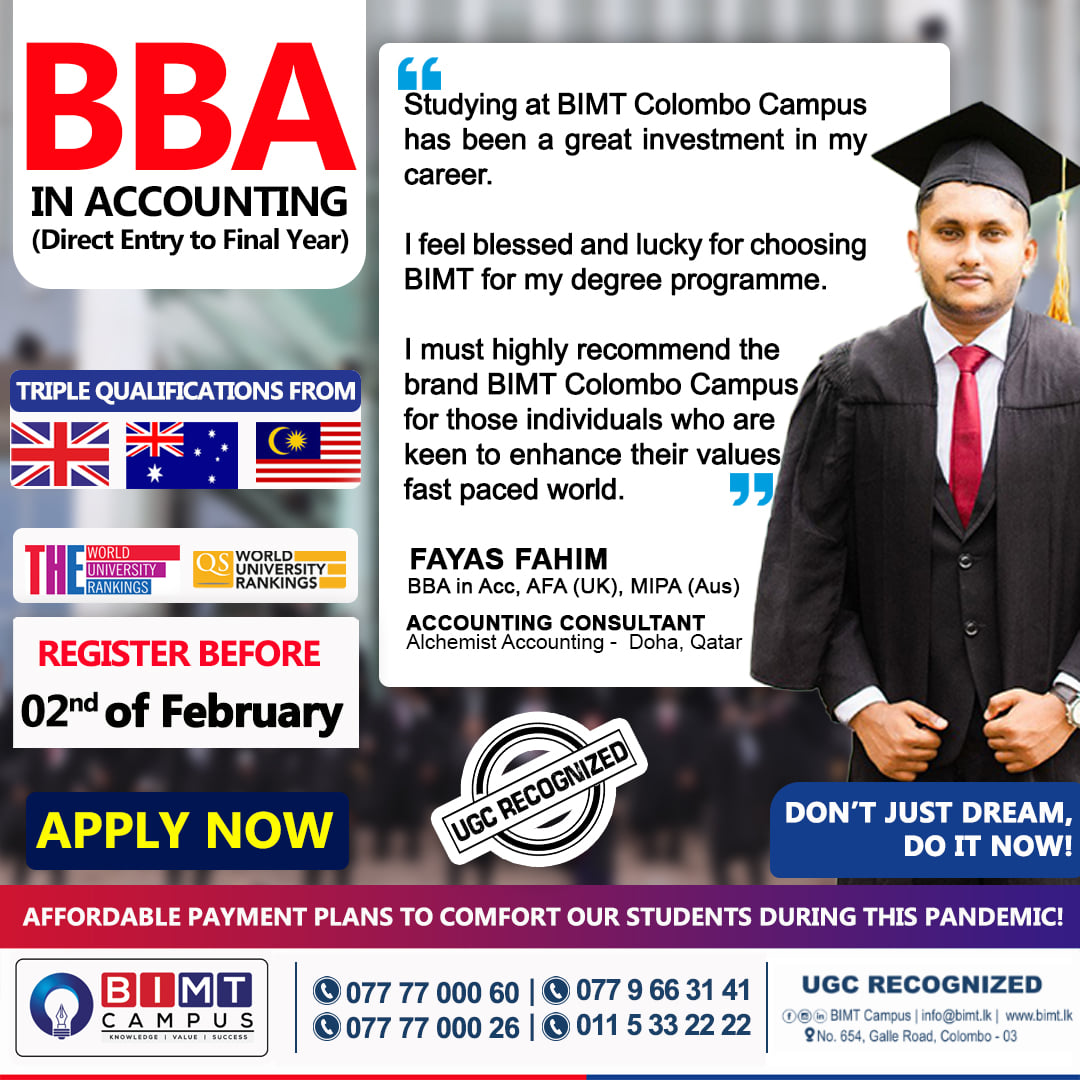 BBA
IN ACCOUNTING
(Direct Entry to Final Year)
TRIPLE QUALIFICATIONS FROM
THE WORLD
UNIVERSITY
RANKINGS
QS WORLD
UNIVERSITY
RANKINGS
REGISTER BEFORE
02nd of February
APPLY NOW
“
Studying at BIMT Colombo Campus
has been a great investment in my
career.
I feel blessed and lucky for choosing
BIMT for my degree programme.
I must highly recommend the
brand BIMT Colombo Campus
for those individuals who are
keen to enhance their values
fast paced world. ”
FAYAS FAHIM
BBA in Acc, AFA (UK), MIPA (Aus)
ACCOUNTING CONSULTANT
Alchemist Accounting - Doha, Qatar
UGC RECOGNIZED
DON’T JUST DREAM,
DO IT NOW!
AFFORDABLE PAYMENT PLANS TO COMFORT OUR STUDENTS DURING THIS PANDEMIC!
BIMT
CAMPUS
KNOWLEDGE | VALUE | SUCCESS
077 77 000 60 | 077 9 66 31 41
077 77 000 26 | 011 5 33 22 22
UGC RECOGNIZED
BIMT Campus | info@bimt.lk | www.bimt.lk
No. 654, Galle Road, Colombo - 03